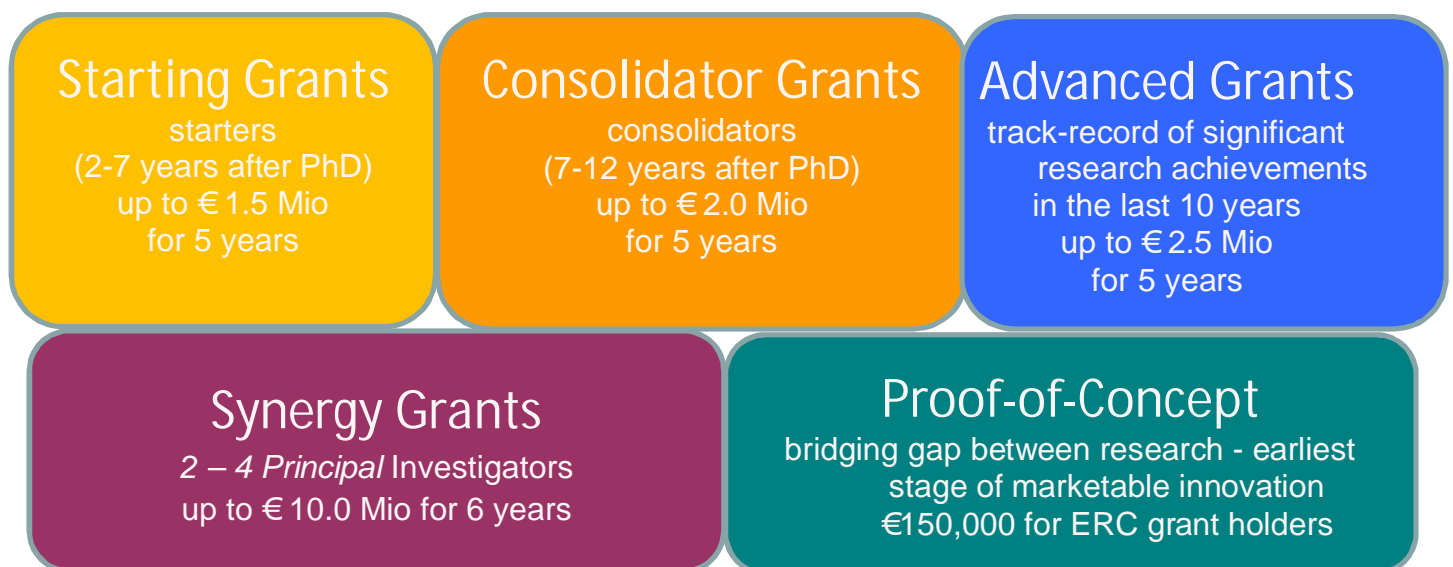 Starting Grants
starters
(2-7 years after PhD)
up to € 1.5 Mio
for 5 years
Consolidator Grants
consolidators
(7-12 years after PhD)
up to € 2.0 Mio
for 5 years
Advanced Grants
track-record of significant
research achievements
in the last 10 years
up to € 2.5 Mio
for 5 years
Synergy Grants
2 – 4 Principal Investigators
up to € 10.0 Mio for 6 years
Proof-of-Concept
bridging gap between research - earliest
stage of marketable innovation
€150,000 for ERC grant holders